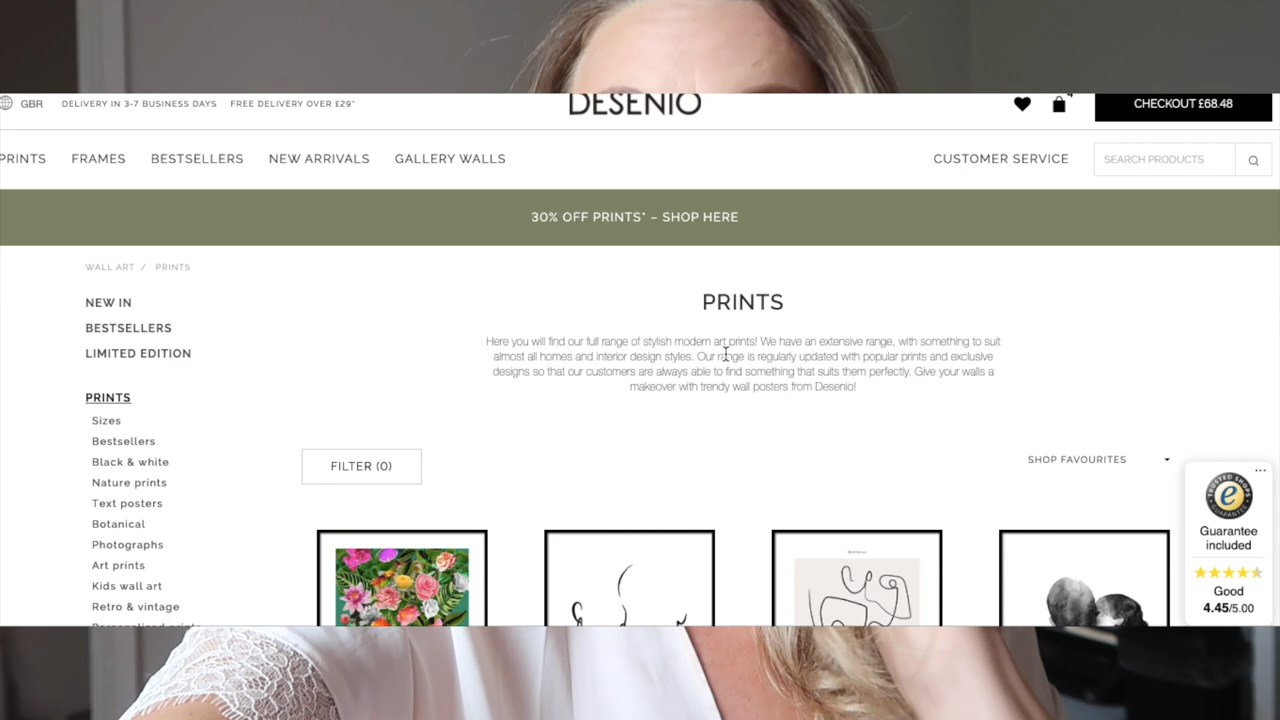 DESENIO
GBR DELIVERY IN 3-7 BUSINESS DAYS FREE DELIVERY OVER £29*
CHECKOUT £68.48
PRINTS FRAMES BESTSELLERS NEW ARRIVALS GALLERY WALLS CUSTOMER SERVICE SEARCH PRODUCTS
30% OFF PRINTS* – SHOP HERE
WALL ART / PRINTS
NEW IN
BESTSELLERS
LIMITED EDITION
PRINTS
Sizes
Bestsellers
Black & white
Nature prints
Text posters
Botanical
Photographs
Art prints
Kids wall art
Retro & vintage
PRINTS
Here you will find our full range of stylish modern art prints! We have an extensive range, with something to suit
almost all homes and interior design styles. Our range is regularly updated with popular prints and exclusive
designs so that our customers are always able to find something that suits them perfectly. Give your walls a
makeover with trendy wall posters from Desenio!
FILTER (0)
SHOP FAVOURITES
TRUSTED SHOPS
GUARANTEE
Guarantee
included
Good
4.45/5.00